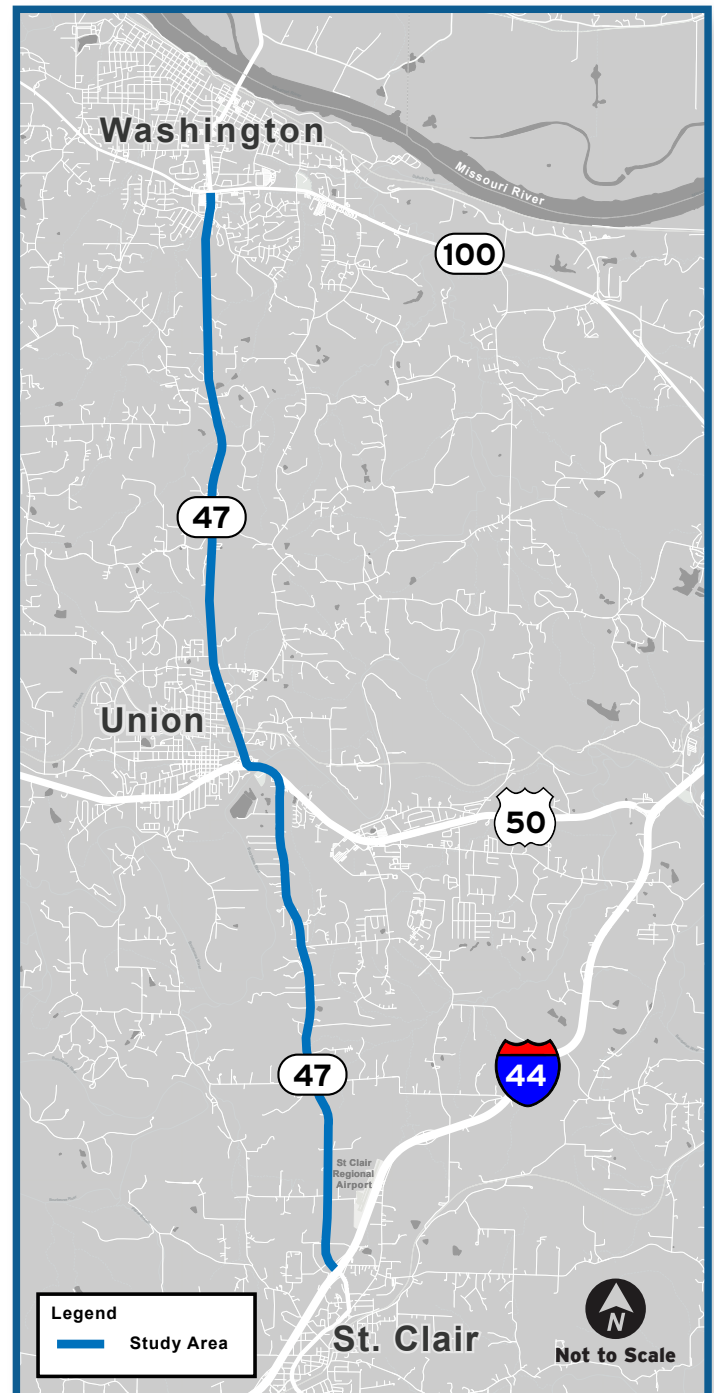 Washington
Missouri River
100
47
Union
50
47
44
St Clair
Regional
Airport
Legend
Study Area
St. Clair
N
Not to Scale